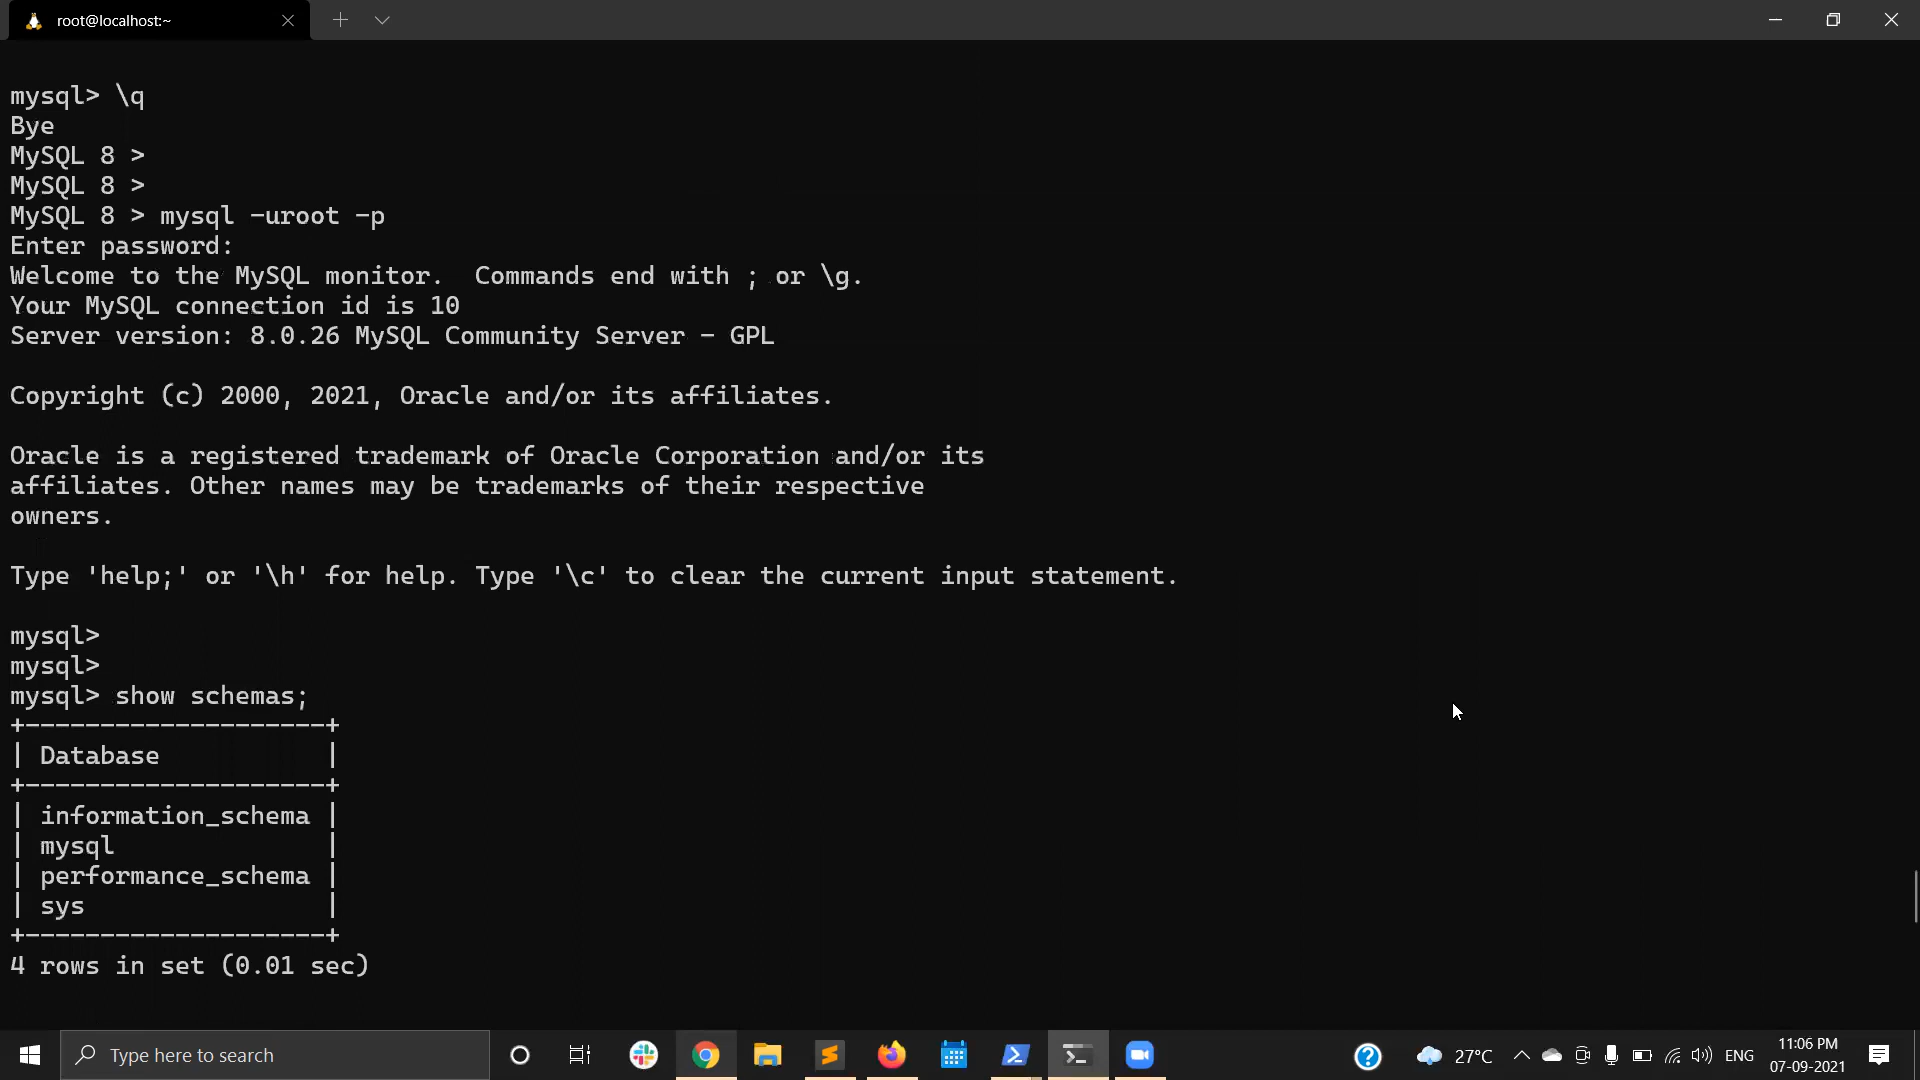 root@localhost:~
mysql> \q
Bye
MySQL 8 >
MySQL 8 >
MySQL 8 > mysql -uroot -p
Enter password:
Welcome to the MySQL monitor.  Commands end with ; or \g.
Your MySQL connection id is 10
Server version: 8.0.26 MySQL Community Server - GPL
Copyright (c) 2000, 2021, Oracle and/or its affiliates.
Oracle is a registered trademark of Oracle Corporation and/or its
affiliates. Other names may be trademarks of their respective
owners.
Type 'help;' or '\h' for help. Type '\c' to clear the current input statement.
mysql>
mysql>
mysql> show schemas;
+--------------------+
| Database           |
+--------------------+
| information_schema |
| mysql              |
| performance_schema |
| sys                |
+--------------------+
4 rows in set (0.01 sec)
Type here to search
27°C
ENG
11:06 PM
07-09-2021